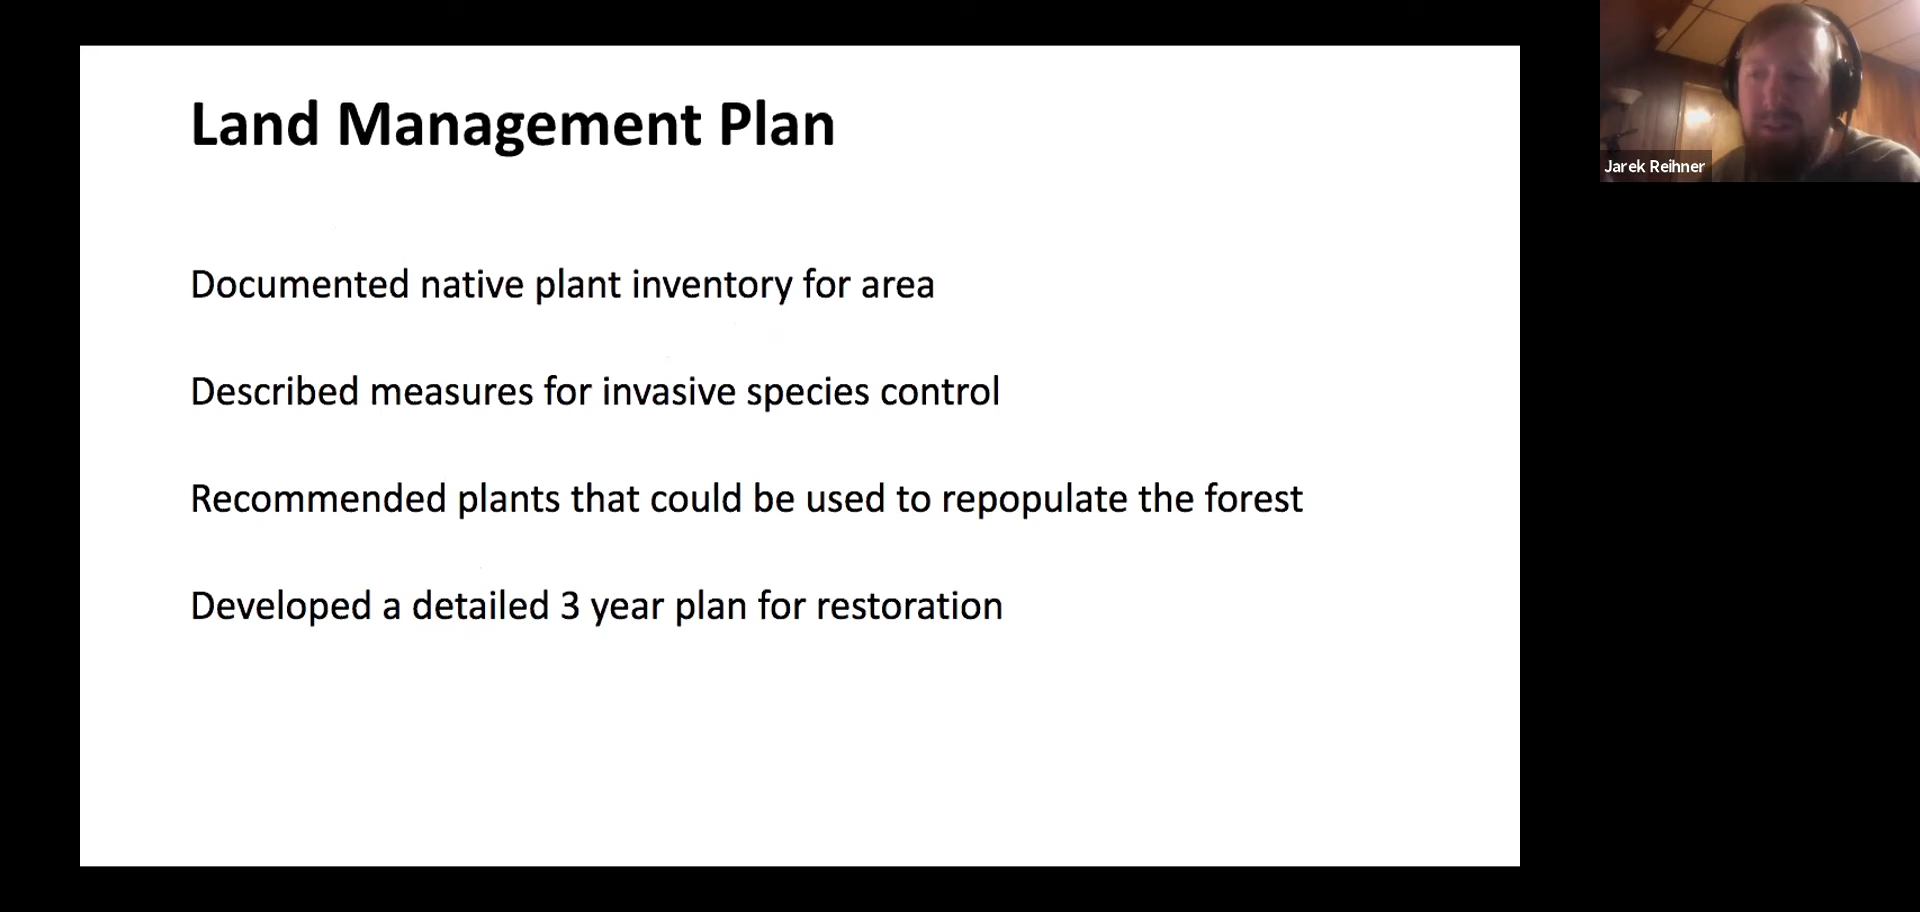 Land Management Plan
Documented native plant inventory for area
Described measures for invasive species control
Recommended plants that could be used to repopulate the forest
Developed a detailed 3 year plan for restoration
Jarek Reihner